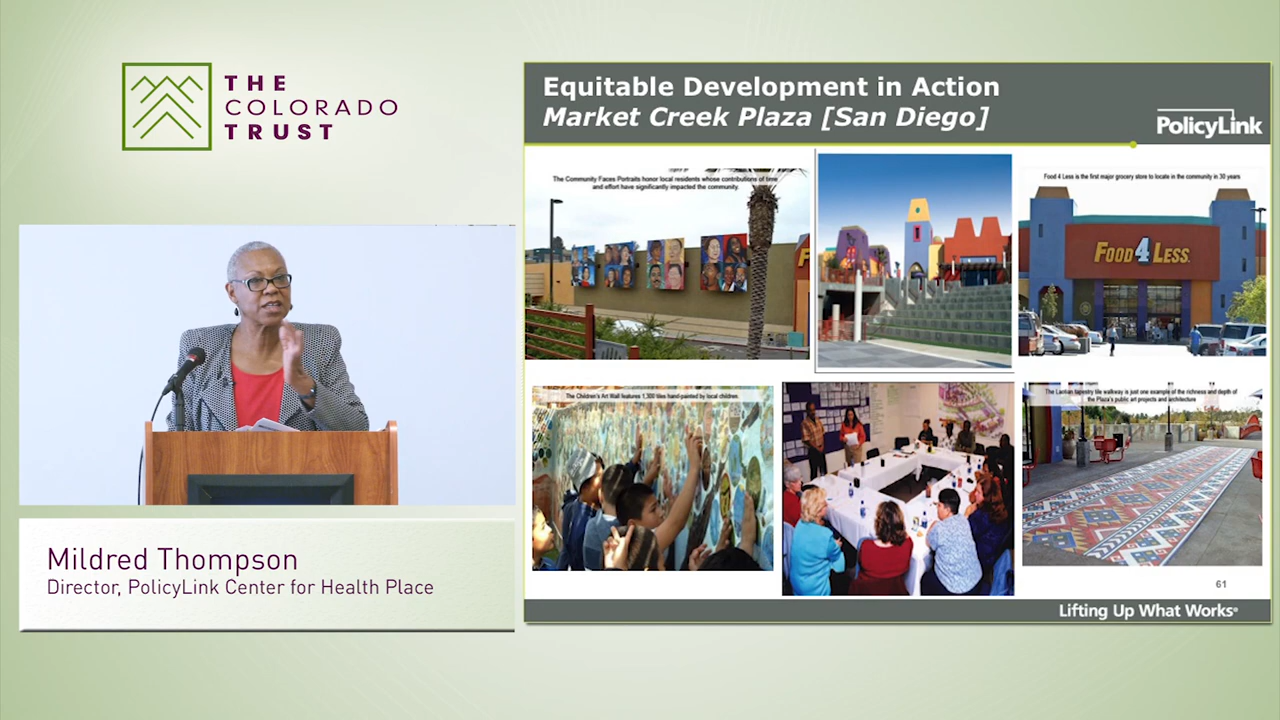 THE
COLORADO
TRUST
Mildred Thompson
Director, PolicyLink Center for Health Place
Equitable Development in Action
Market Creek Plaza [San Diego]
PolicyLink
The Community Faces Portraits honor local residents whose contributions of time
and effort have significantly impacted the community.
Food 4 Less is the first major grocery store to locate in the community in 30 years
FOOD 4 LESS
The Children's Art Wall features 1,300 tiles hand-painted by local children.
The Laotian tapestry tile walkway is just one example of the richness and depth of
the Plaza's public art projects and architecture
61
Lifting Up What Works®